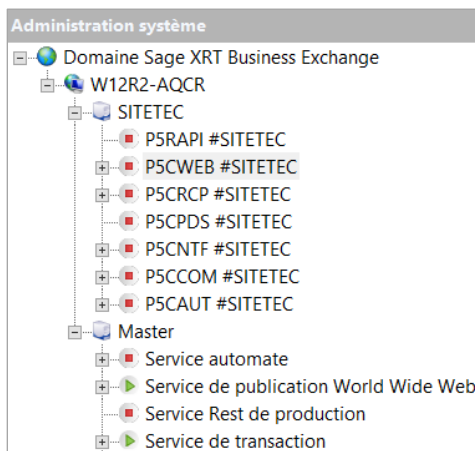 Administration système
Domaine Sage XRT Business Exchange
W12R2-AQCR
SITETEC
P5RAPI #SITETEC
P5CWEB #SITETEC
P5CRCP #SITETEC
P5CPDS #SITETEC
P5CNTF #SITETEC
P5CCOM #SITETEC
P5CAUT #SITETEC
Master
Service automate
Service de publication World Wide Web
Service Rest de production
Service de transaction